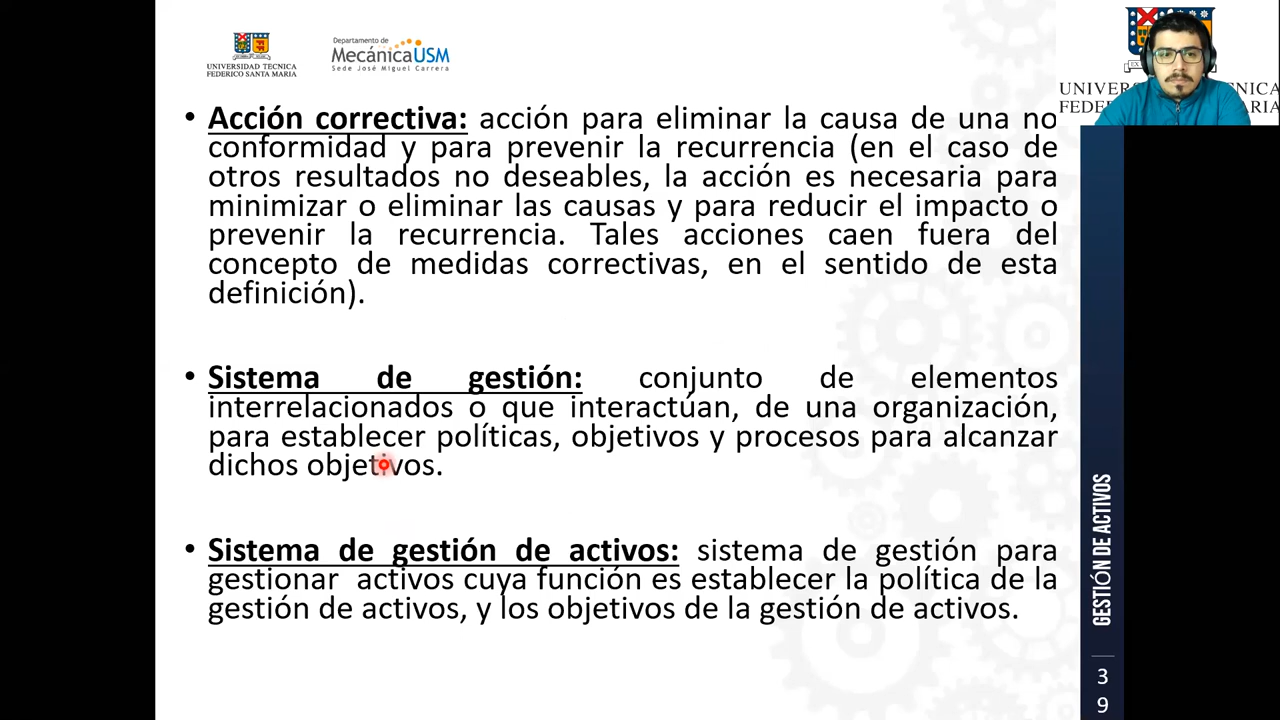 UNIVERSIDAD TECNICA
FEDERICO SANTA MARIA
Departamento de
MecánicaUSM
Sede José Miguel Carrera
• Acción correctiva: acción para eliminar la causa de una no
conformidad y para prevenir la recurrencia (en el caso de
otros resultados no deseables, la acción es necesaria para
minimizar o eliminar las causas y para reducir el impacto o
prevenir la recurrencia. Tales acciones caen fuera del
concepto de medidas correctivas, en el sentido de esta
definición).
• Sistema de gestión: conjunto de elementos
interrelacionados o que interactúan, de una organización,
para establecer políticas, objetivos y procesos para alcanzar
dichos objetivos.
• Sistema de gestión de activos: sistema de gestión para
gestionar activos cuya función es establecer la política de la
gestión de activos, y los objetivos de la gestión de activos.
GESTIÓN DE ACTIVOS
3
9